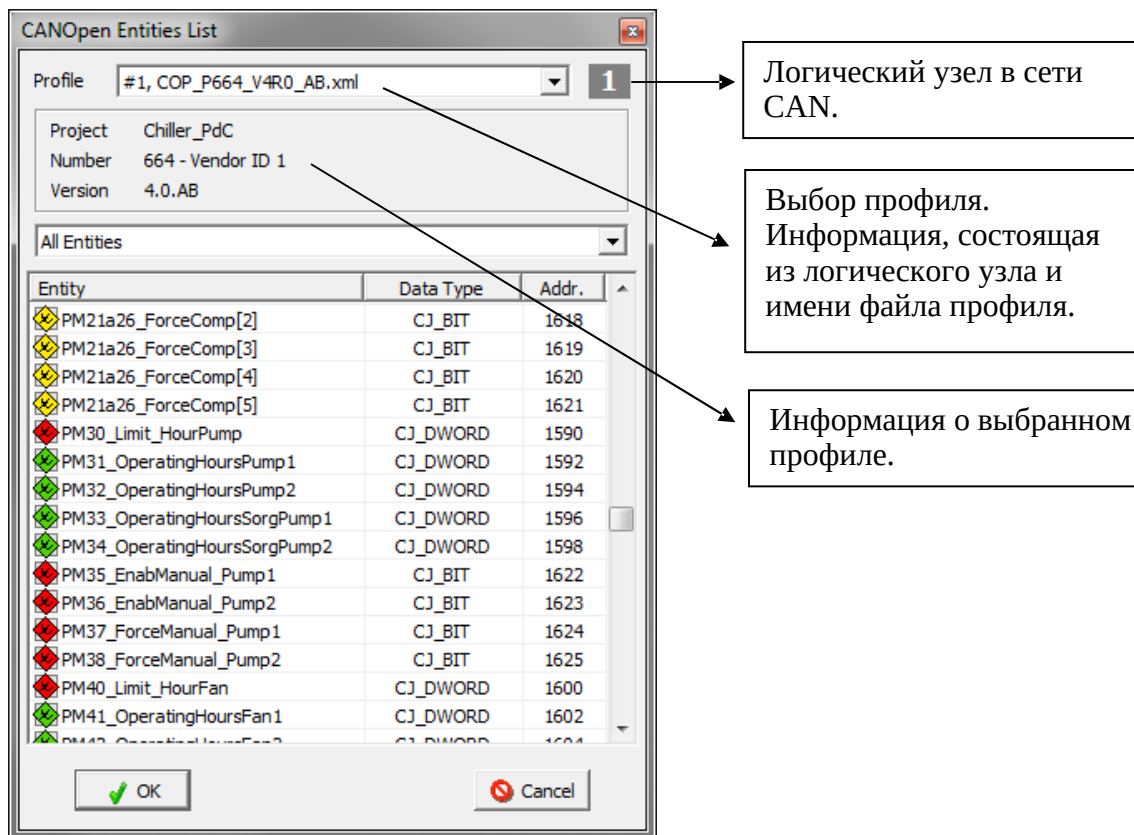 CANOpen Entities List
Profile #1, COP_P664_V4R0_AB.xml 1
Логический узел в сети
CAN.
Project Chiller_PdC
Number 664 - Vendor ID 1
Version 4.0.AB
Выбор профиля.
Информация, состоящая
из логического узла и
имени файла профиля.
All Entities
Entity Data Type Addr.
PM21a26_ForceComp[2] CJ_BIT 1618
PM21a26_ForceComp[3] CJ_BIT 1619
PM21a26_ForceComp[4] CJ_BIT 1620
PM21a26_ForceComp[5] CJ_BIT 1621
PM30_Limit_HourPump CJ_DWORD 1590
PM31_OperatingHoursPump1 CJ_DWORD 1592
PM32_OperatingHoursPump2 CJ_DWORD 1594
PM33_OperatingHoursSorgPump1 CJ_DWORD 1596
PM34_OperatingHoursSorgPump2 CJ_DWORD 1598
PM35_EnabManual_Pump1 CJ_BIT 1622
PM36_EnabManual_Pump2 CJ_BIT 1623
PM37_ForceManual_Pump1 CJ_BIT 1624
PM38_ForceManual_Pump2 CJ_BIT 1625
PM40_Limit_HourFan CJ_DWORD 1600
PM41_OperatingHoursFan1 CJ_DWORD 1602
Информация о выбранном
профиле.
OK
Cancel